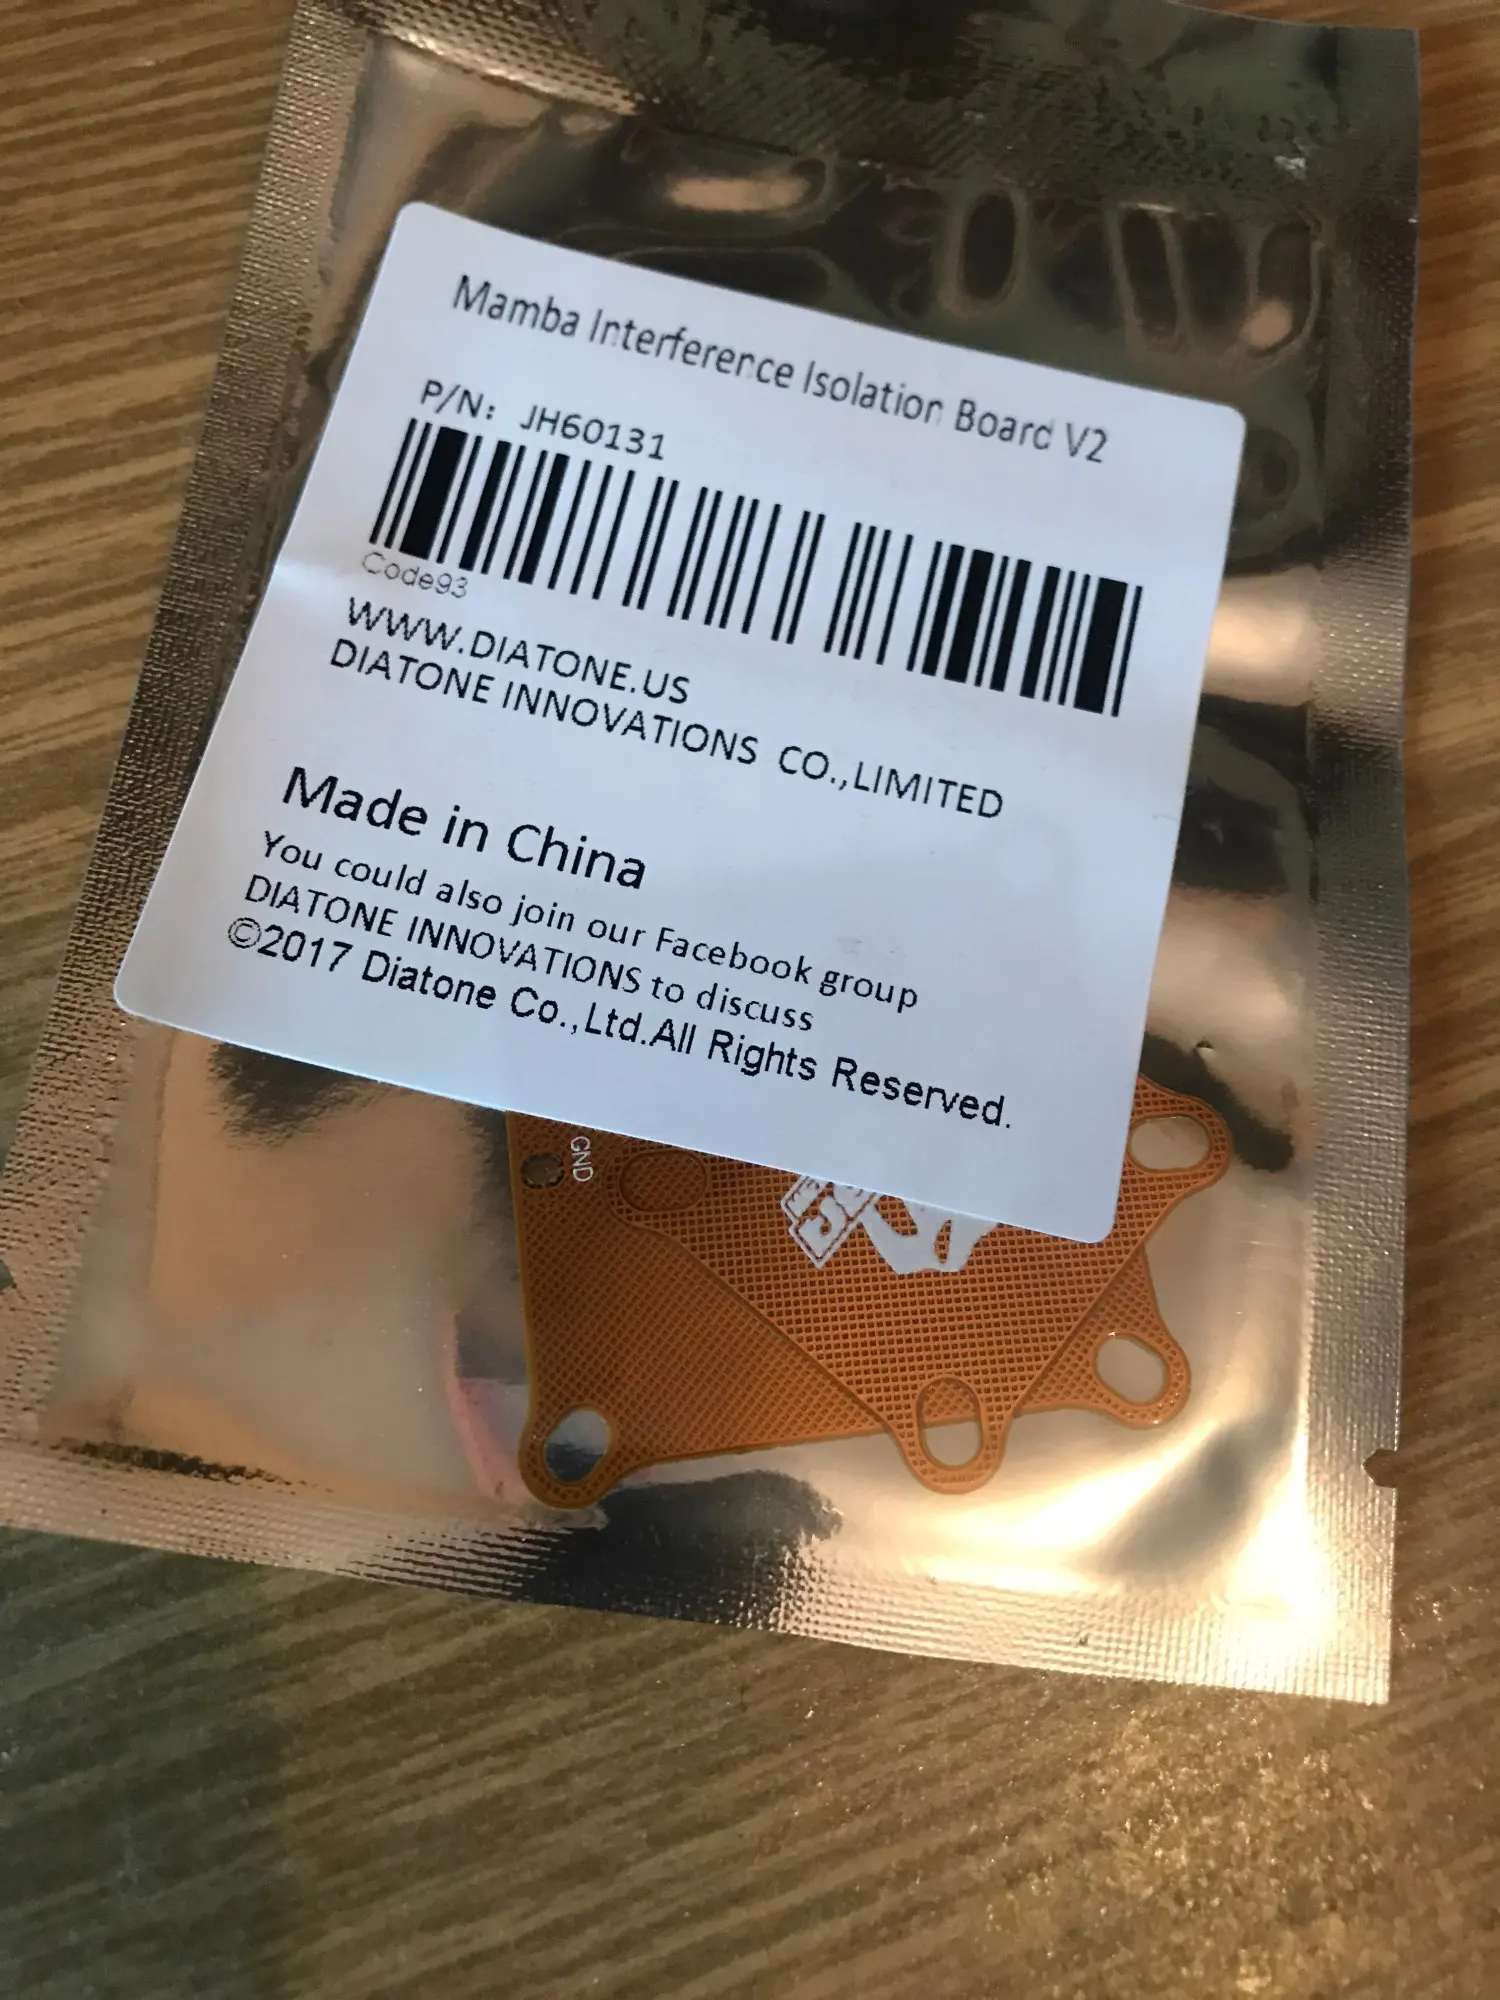 Mamba Interference Isolation Board V2
P/N: JH60131
Code93
WWW.DIATONE.US
DIATONE INNOVATIONS CO.,LIMITED
Made in China
You could also join our Facebook group
DIATONE INNOVATIONS to discuss
©2017 Diatone Co.,Ltd.All Rights Reserved.
GND